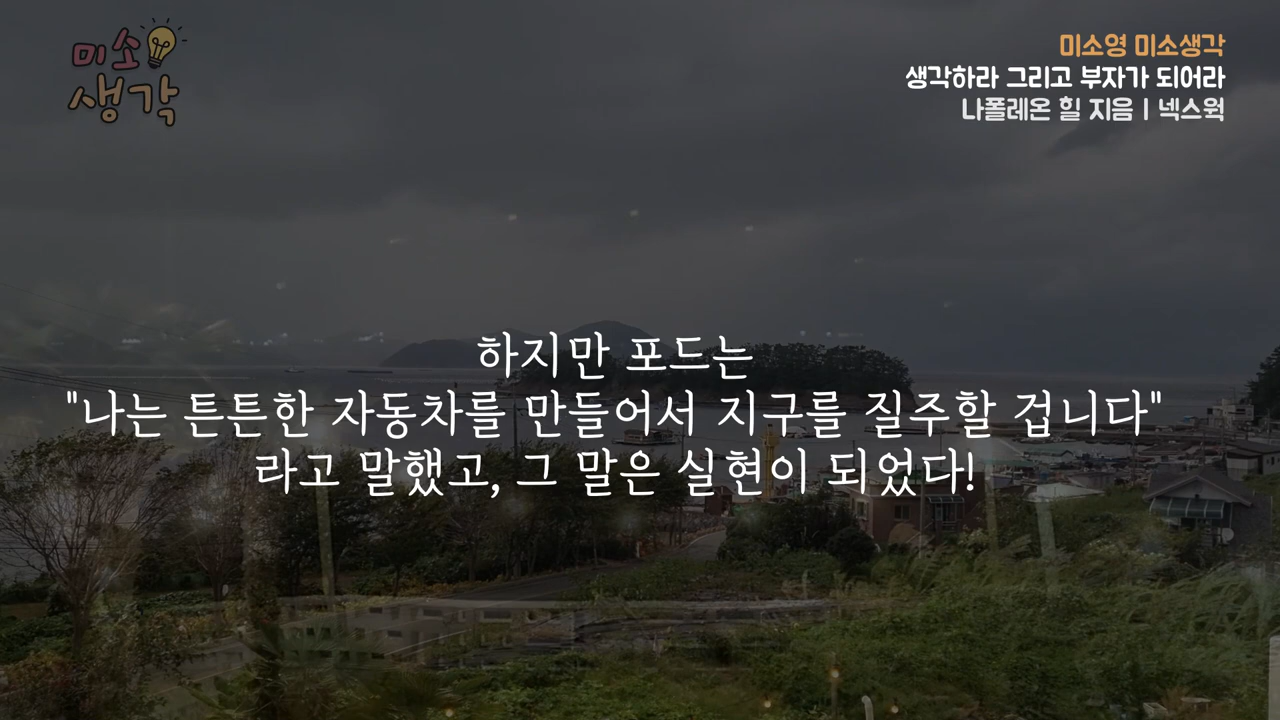 미소
생각
미소영 미소생각
생각하라 그리고 부자가 되어라
나폴레온 힐 지음 | 넥스웍
하지만 포드는
"나는 튼튼한 자동차를 만들어서 지구를 질주할 겁니다"
라고 말했고, 그 말은 실현이 되었다!